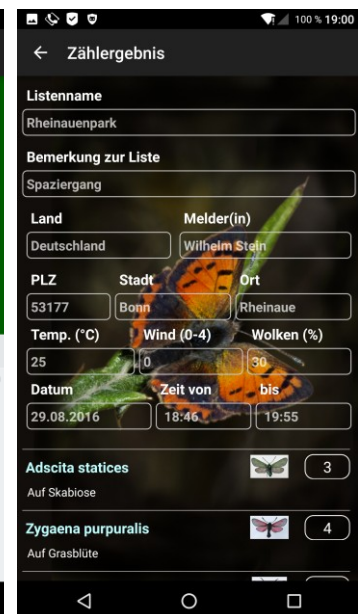 100 % 19:00
Zählergebnis
Listenname
Rheinauenpark
Bemerkung zur Liste
Spaziergang
Land Melder(in)
Deutschland Wilhelm Stein
PLZ Stadt Ort
53177 Bonn Rheinaue
Temp. (°C) Wind (0-4) Wolken (%)
25 0 30
Datum Zeit von bis
29.08.2016 18:46 19:55
Adscita statices 3
Auf Skabiose
Zygaena purpuralis 4
Auf Grasblüte